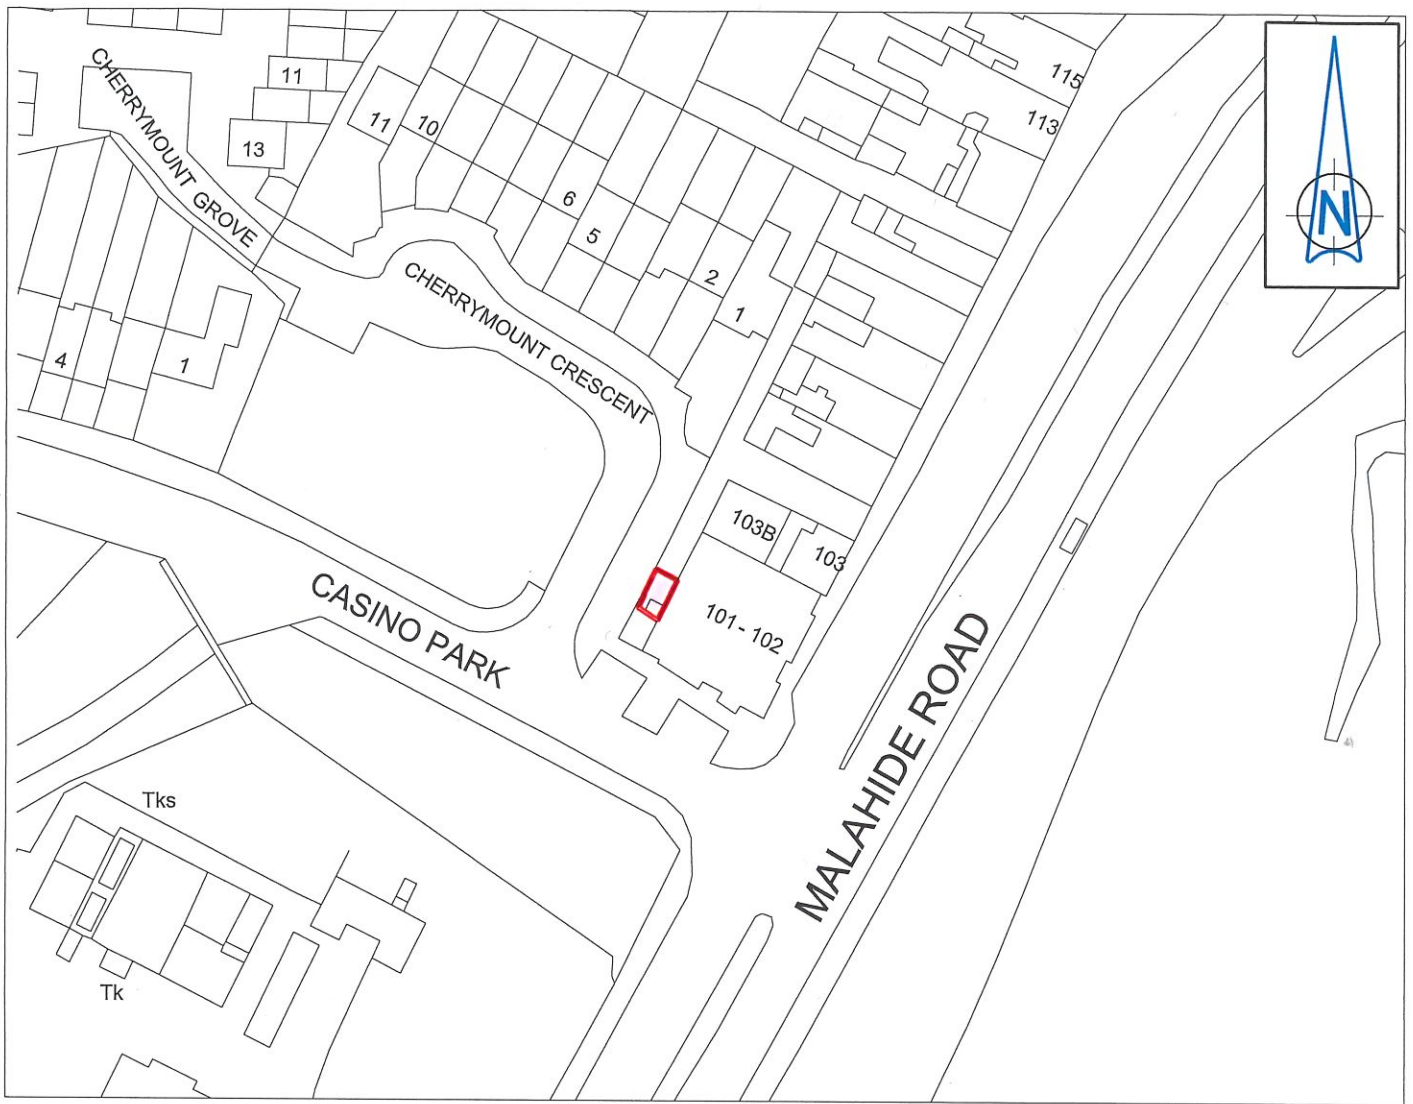 CHERRYMOUNT GROVE
11
13
11
10
115
113
6
5
2
1
CHERRYMOUNT CRESCENT
4
1
103B
103
101 - 102
CASINO PARK
MALAHIDE ROAD
Tks
Tk
N